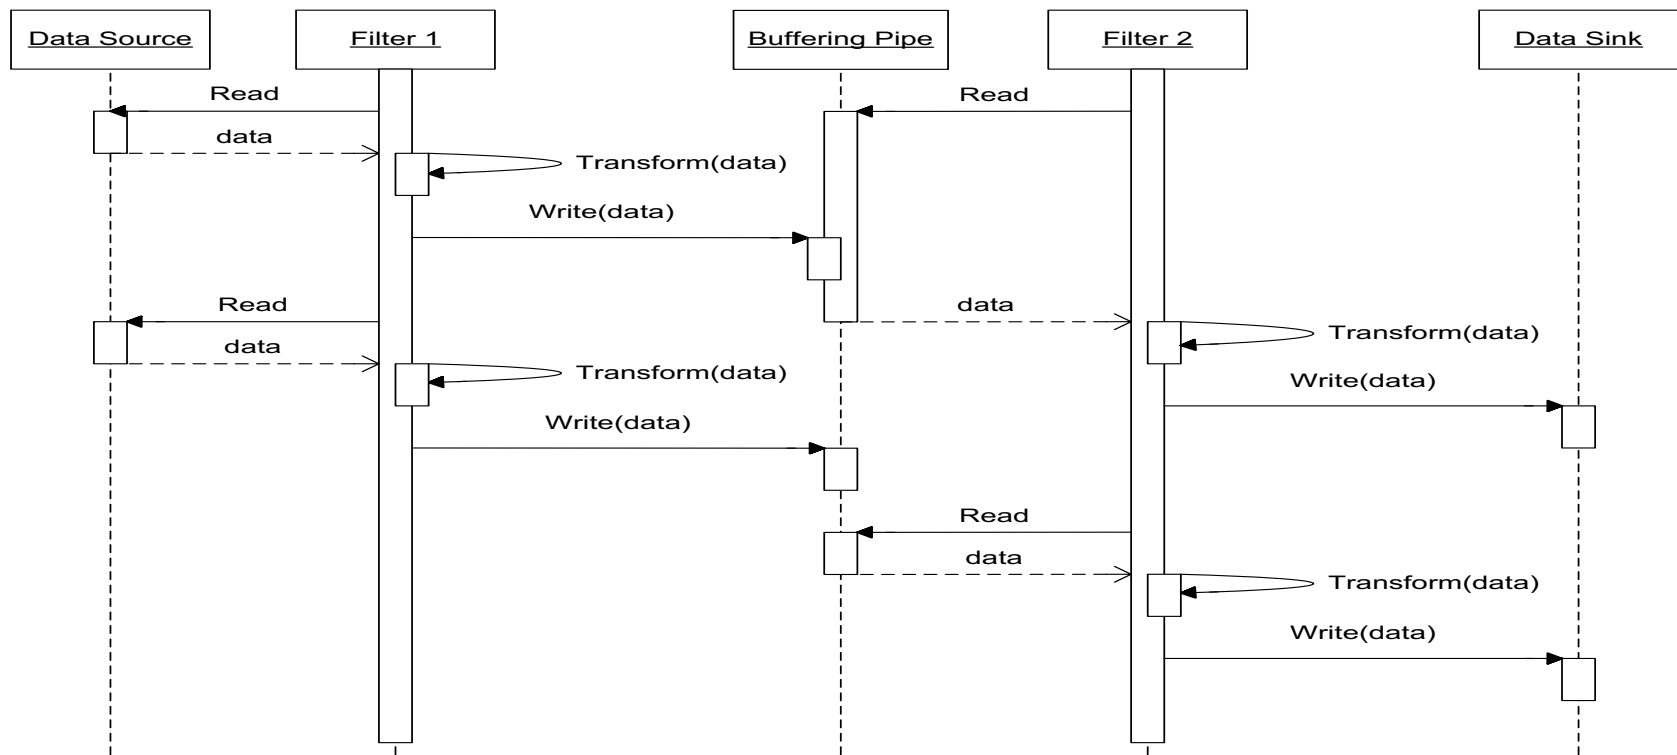 Data Source
Filter 1
Buffering Pipe
Filter 2
Data Sink
Read
Read
data
Transform(data)
Write(data)
Read
data
data
Transform(data)
Transform(data)
Write(data)
Write(data)
Read
data
Transform(data)
Write(data)